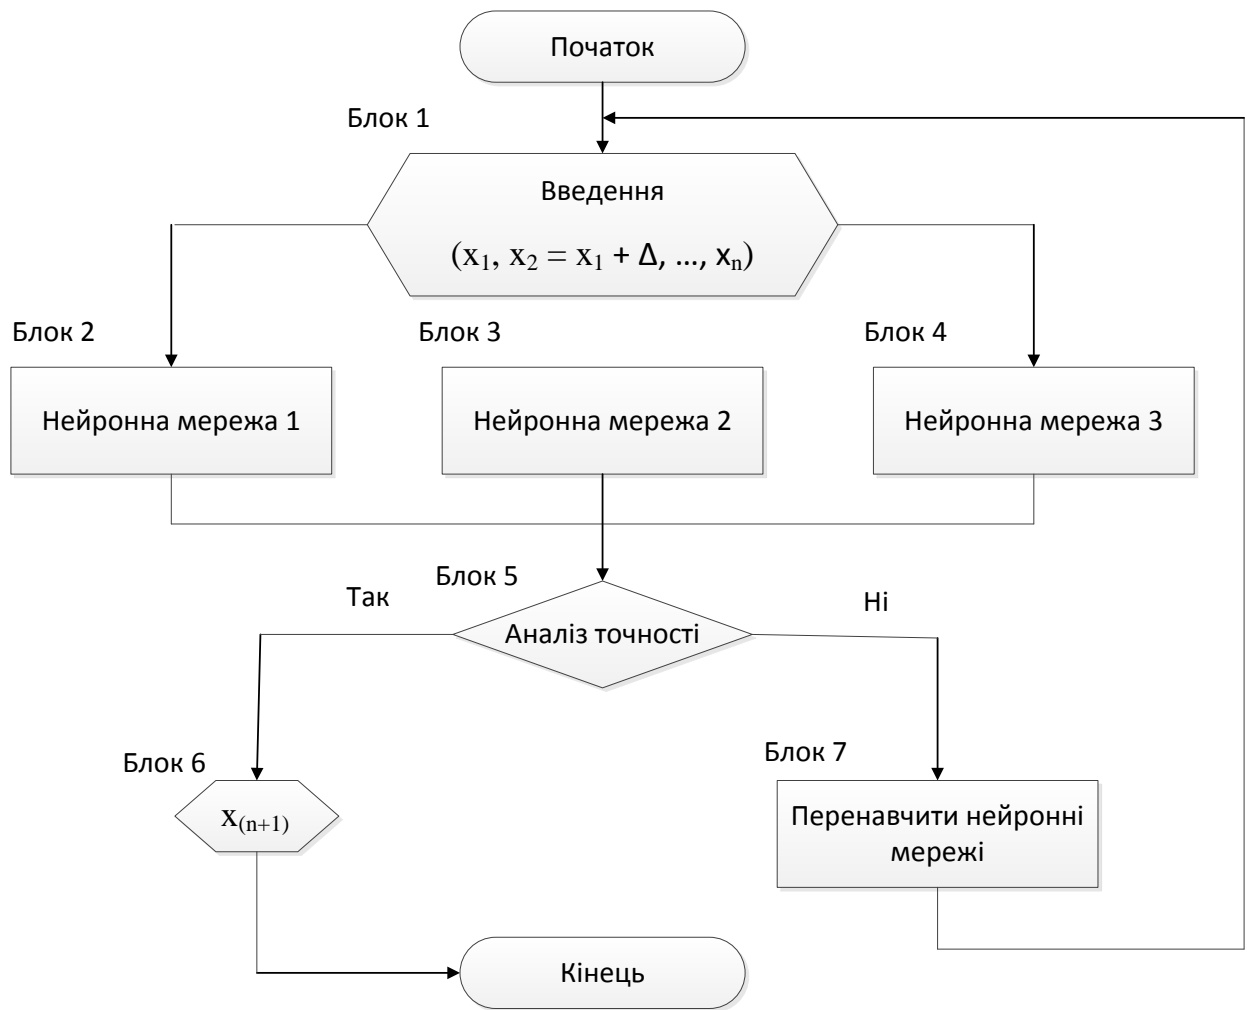 Початок
Блок 1
Введення
(x₁, x₂ = x₁ + Δ, ..., xₙ)
Блок 2
Блок 3
Блок 4
Нейронна мережа 1
Нейронна мережа 2
Нейронна мережа 3
Блок 5
Так
Ні
Аналіз точності
Блок 6
Блок 7
x₍ₙ₊₁₎
Перенавчити нейронні
мережі
Кінець